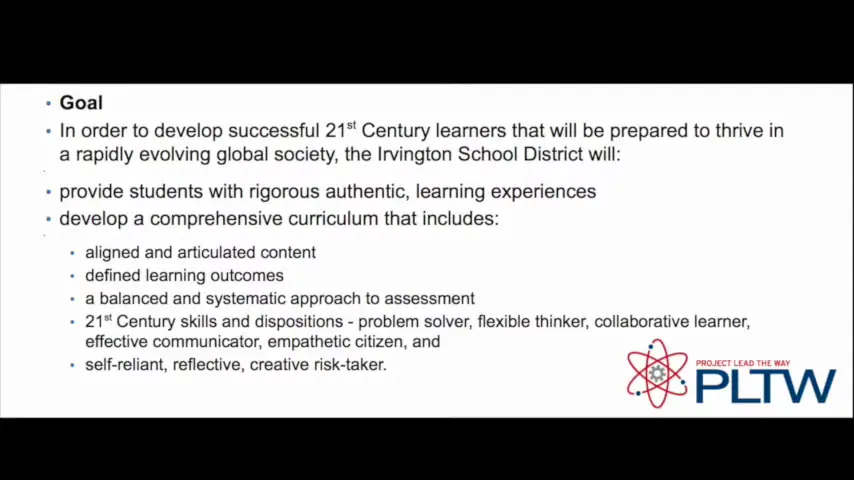 • Goal
• In order to develop successful 21st Century learners that will be prepared to thrive in
a rapidly evolving global society, the Irvington School District will:
• provide students with rigorous authentic, learning experiences
• develop a comprehensive curriculum that includes:
• aligned and articulated content
• defined learning outcomes
• a balanced and systematic approach to assessment
• 21st Century skills and dispositions - problem solver, flexible thinker, collaborative learner,
effective communicator, empathetic citizen, and
• self-reliant, reflective, creative risk-taker.
PROJECT LEAD THE WAY
PLTW